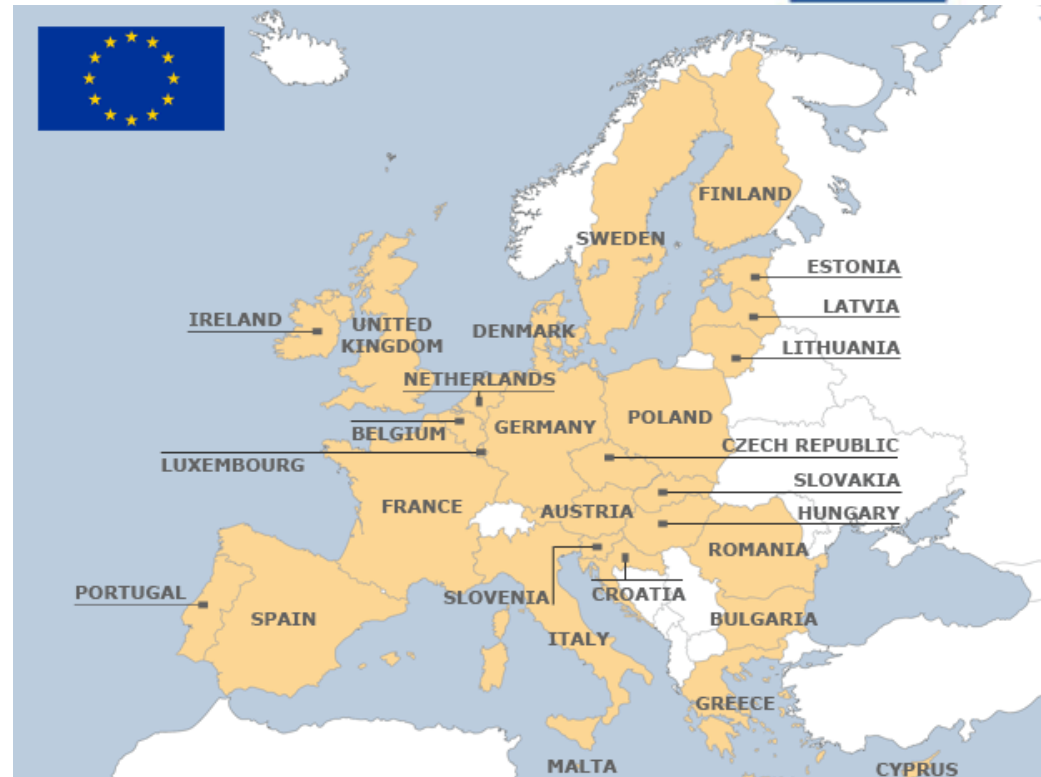 FINLAND
SWEDEN
ESTONIA
LATVIA
IRELAND
UNITED
KINGDOM
DENMARK
LITHUANIA
NETHERLANDS
POLAND
BELGIUM
GERMANY
CZECH REPUBLIC
LUXEMBOURG
SLOVAKIA
FRANCE
AUSTRIA
HUNGARY
ROMANIA
PORTUGAL
SLOVENIA
CROATIA
SPAIN
BULGARIA
ITALY
GREECE
MALTA
CYPRUS